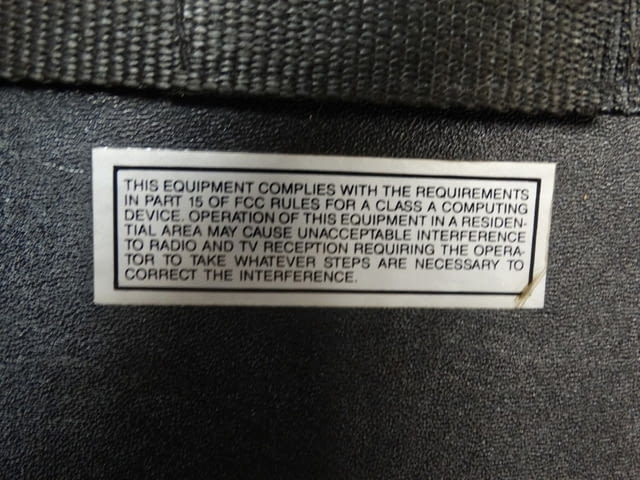 THIS EQUIPMENT COMPLIES WITH THE REQUIREMENTS
IN PART 15 OF FCC RULES FOR A CLASS A COMPUTING
DEVICE. OPERATION OF THIS EQUIPMENT IN A RESIDEN-
TIAL AREA MAY CAUSE UNACCEPTABLE INTERFERENCE
TO RADIO AND TV RECEPTION REQUIRING THE OPERA-
TOR TO TAKE WHATEVER STEPS ARE NECESSARY TO
CORRECT THE INTERFERENCE.